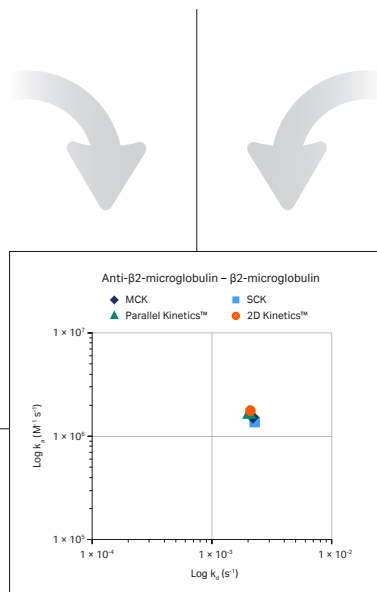 Anti-β2-microglobulin – β2-microglobulin
MCK
SCK
Parallel Kinetics™
2D Kinetics™
1 × 10⁷
1 × 10⁶
1 × 10⁵
Log kₐ (M⁻¹ s⁻¹)
1 × 10⁻⁴
1 × 10⁻³
1 × 10⁻²
Log k_d (s⁻¹)